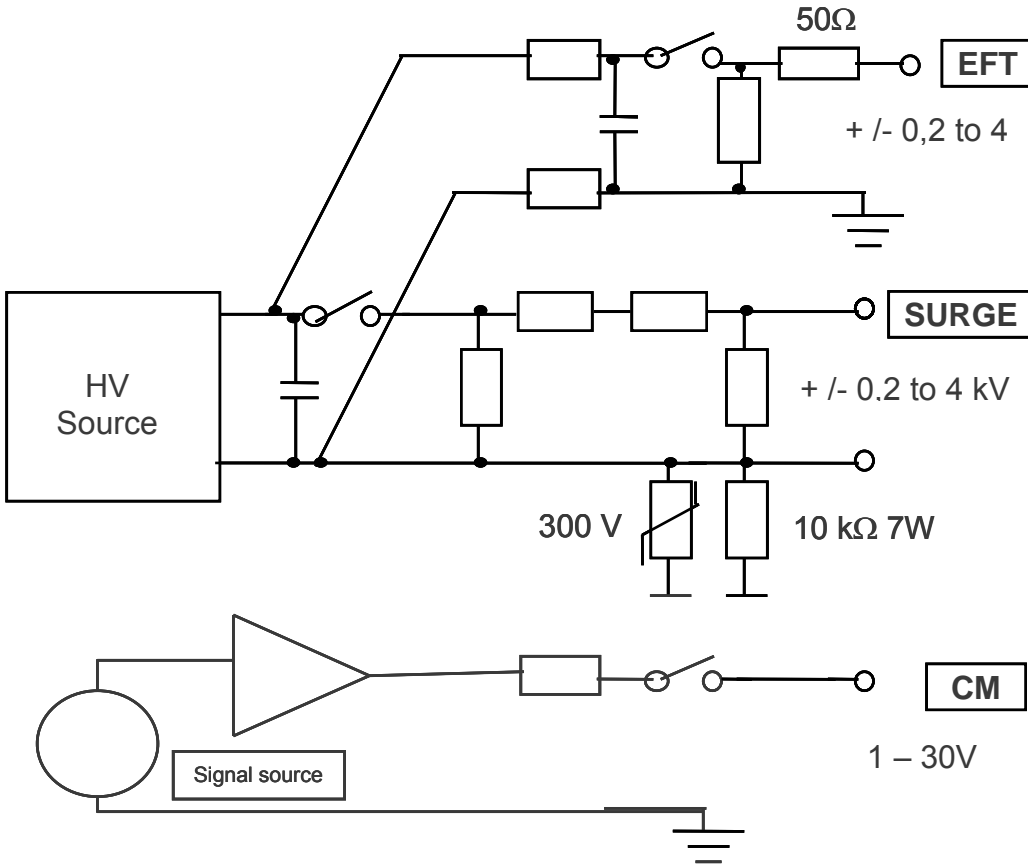 50Ω
EFT
+ /- 0,2 to 4
HV
Source
SURGE
+ /- 0.2 to 4 kV
300 V
10 kΩ 7W
CM
1 – 30V
Signal source